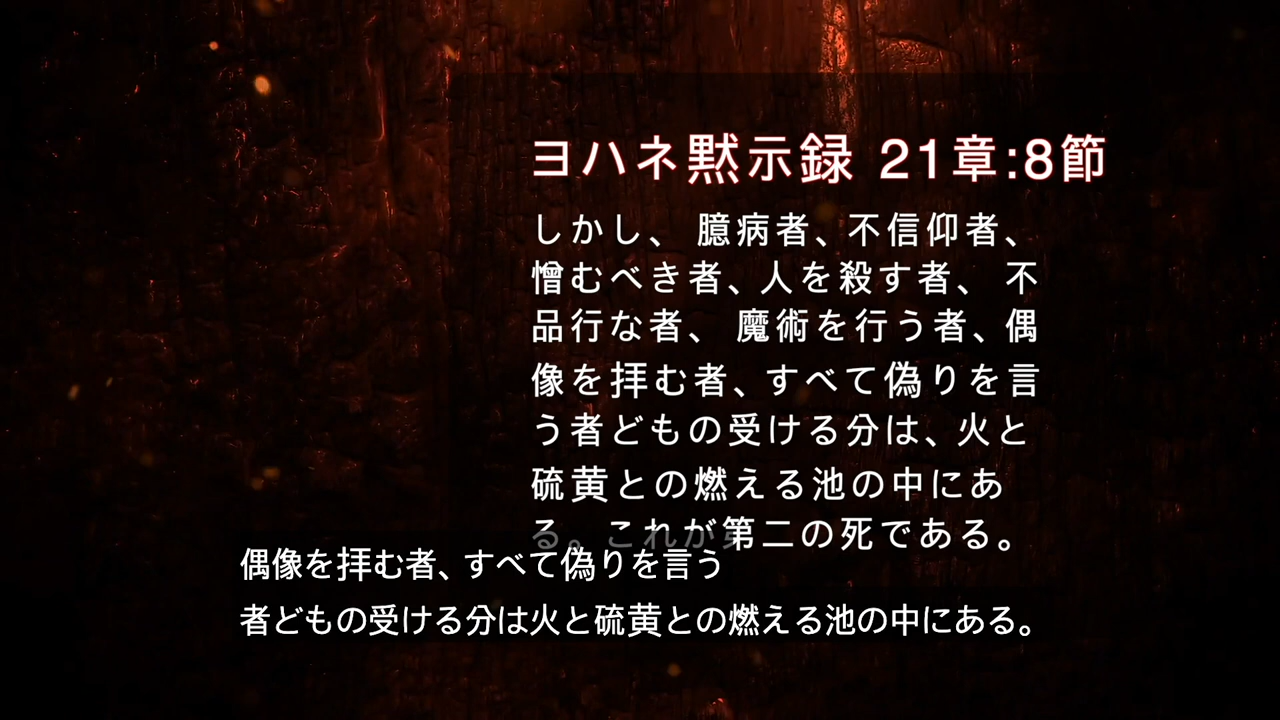 ヨハネ黙示録 21章:8節
しかし、 臆病者、不信仰者、
憎むべき者、人を殺す者、 不
品行な者、 魔術を行う者、偶
像を拝む者、すべて偽りを言
う者どもの受ける分は、火と
硫黄との燃える池の中にあ
る。これが第二の死である。
偶像を拝む者、すべて偽りを言う
者どもの受ける分は火と硫黄との燃える池の中にある。